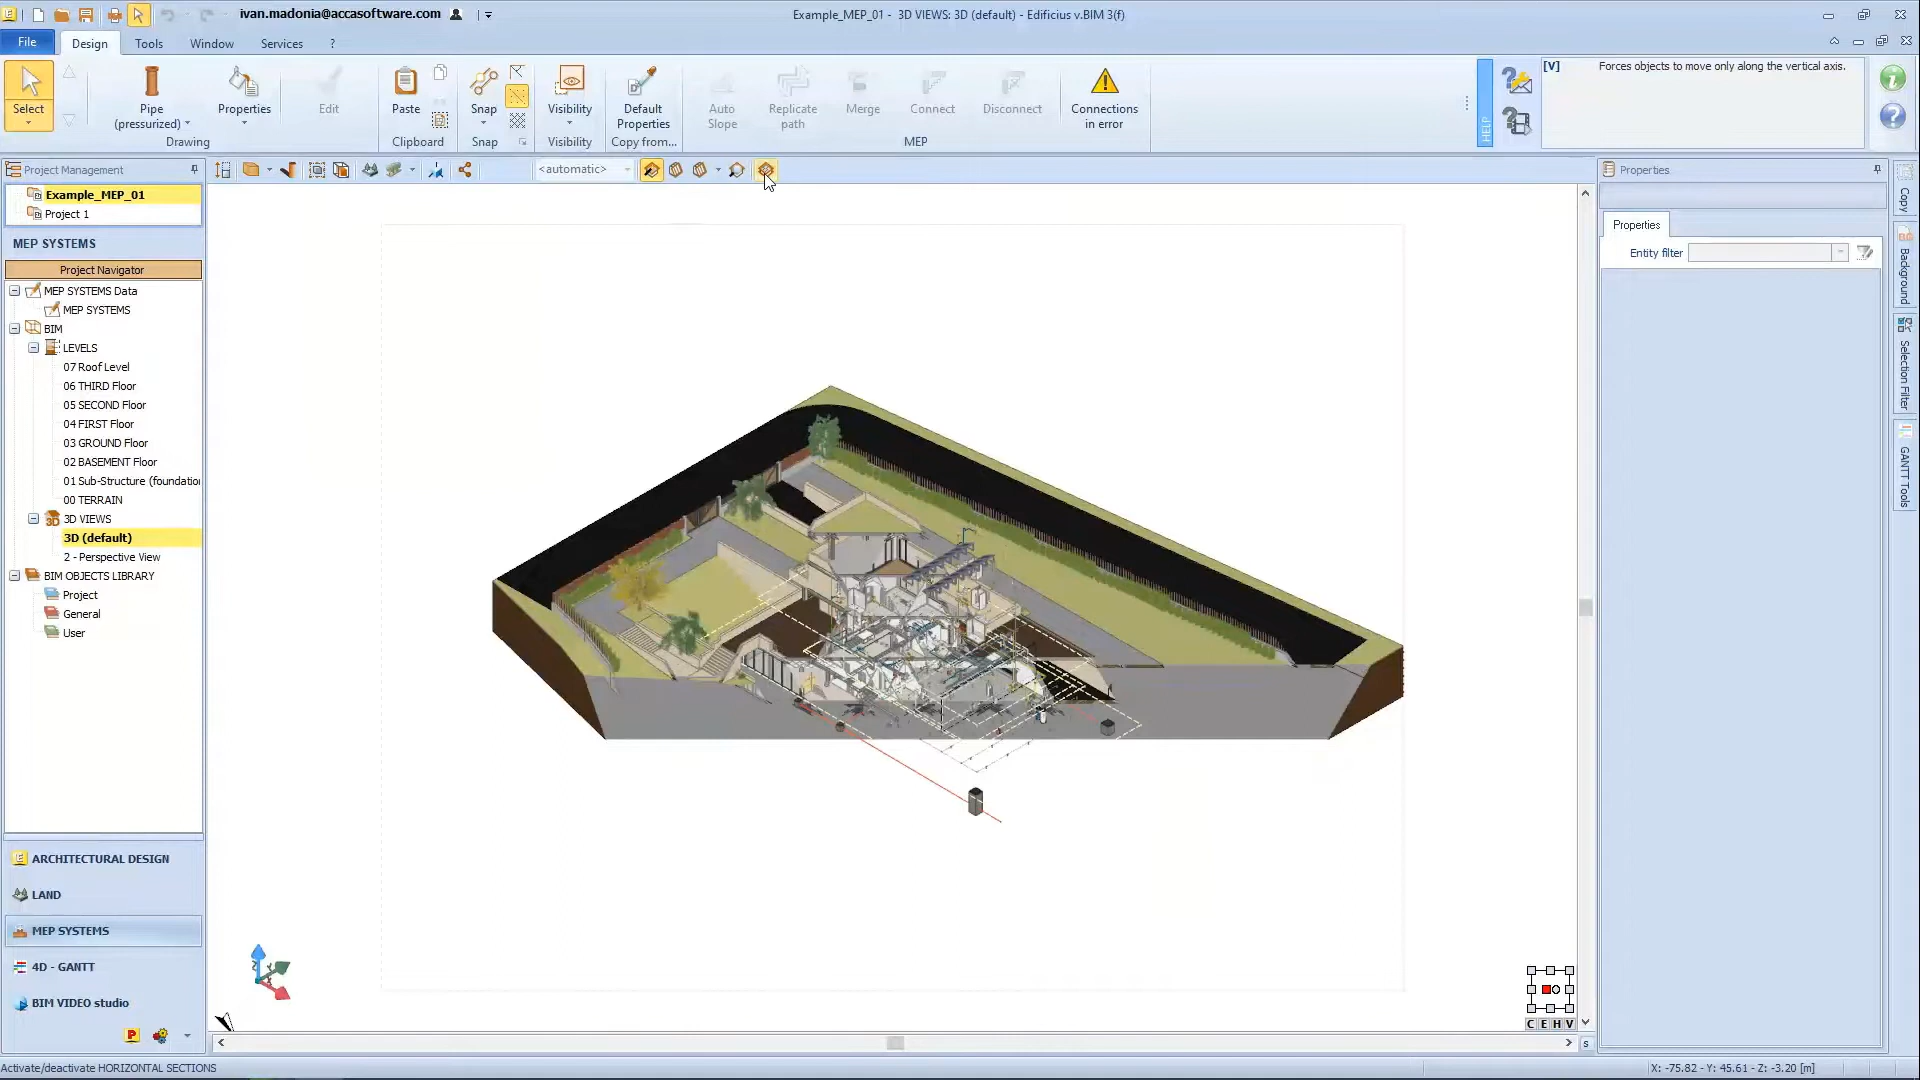 ivan.madonia@accasoftware.com
Example_MEP_01 - 3D VIEWS: 3D (default) - Edificius v.BIM 3(f)
File Design Tools Window Services ?
Select
Pipe
(pressurized)
Properties
Edit
Drawing
Paste
Clipboard
Snap
Snap
Visibility
Visibility
Default
Properties
Copy from...
Auto
Slope
Replicate
path
Merge
Connect
Disconnect
MEP
Connections
in error
HELP
[V] Forces objects to move only along the vertical axis.
Project Management
<automatic>
Properties
Example_MEP_01
Project 1
MEP SYSTEMS
Project Navigator
MEP SYSTEMS Data
MEP SYSTEMS
BIM
LEVELS
07 Roof Level
06 THIRD Floor
05 SECOND Floor
04 FIRST Floor
03 GROUND Floor
02 BASEMENT Floor
01 Sub-Structure (foundatio
00 TERRAIN
3D VIEWS
3D (default)
2 - Perspective View
BIM OBJECTS LIBRARY
Project
General
User
ARCHITECTURAL DESIGN
LAND
MEP SYSTEMS
4D - GANTT
BIM VIDEO studio
Properties
Entity filter
Copy
Background
Selection Filter
GANTT Tools
C E H V
S
Activate/deactivate HORIZONTAL SECTIONS
X: -75.82 - Y: 45.61 - Z: -3.20 [m]